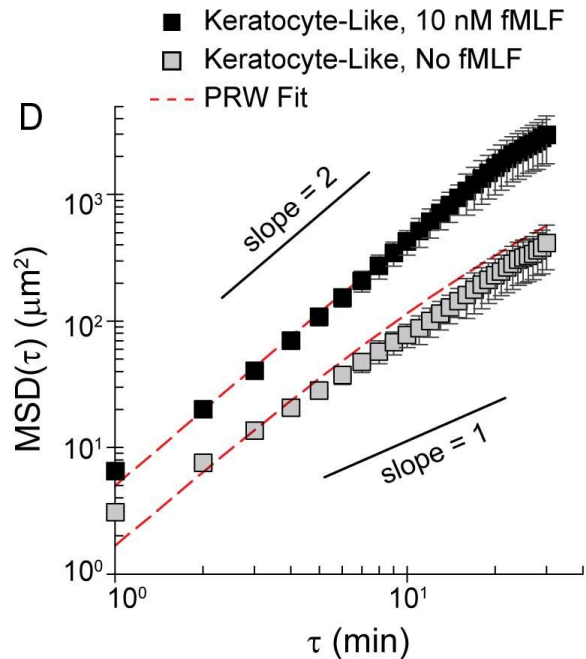 Keratocyte-Like, 10 nM fMLF
Keratocyte-Like, No fMLF
PRW Fit
D
slope = 2
slope = 1
MSD(τ) (μm²)
10³
10²
10¹
10⁰
10⁰
10¹
τ (min)